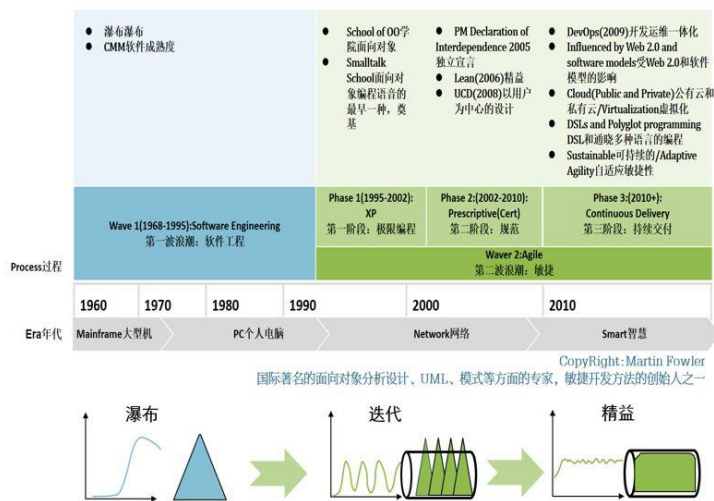 ● 瀑布瀑布
● CMM软件成熟度
● School of OO学
院面向对象
● Smalltalk
School面向对
象编程语音的
最早一种，奠
基
● PM Declaration of
Interdependence 2005
独立宣言
● Lean(2006)精益
● UCD(2008)以用户
为中心的设计
● DevOps(2009)开发运维一体化
● Influenced by Web 2.0 and
software models受Web 2.0和软件
模型的影响
● Cloud(Public and Private)公有云和
私有云/Virtualization虚拟化
● DSLs and Polyglot programming
DSL和通晓多种语言的编程
● Sustainable可持续的/Adaptive
Agility自适应敏捷性
Wave 1(1968-1995):Software Engineering
第一波浪潮：软件工程
Phase 1(1995-2002):
XP
第一阶段：极限编程
Phase 2:(2002-2010):
Prescriptive(Cert)
第二阶段：规范
Phase 3:(2010+):
Continuous Delivery
第三阶段：持续交付
Waver 2:Agile
第二波浪潮：敏捷
Process过程
1960 1970 1980 1990 2000 2010
Era年代
Mainframe大型机
PC个人电脑
Network网络
Smart智慧
CopyRight:Martin Fowler
国际著名的面向对象分析设计、UML、模式等方面的专家，敏捷开发方法的创始人之一
瀑布
迭代
精益